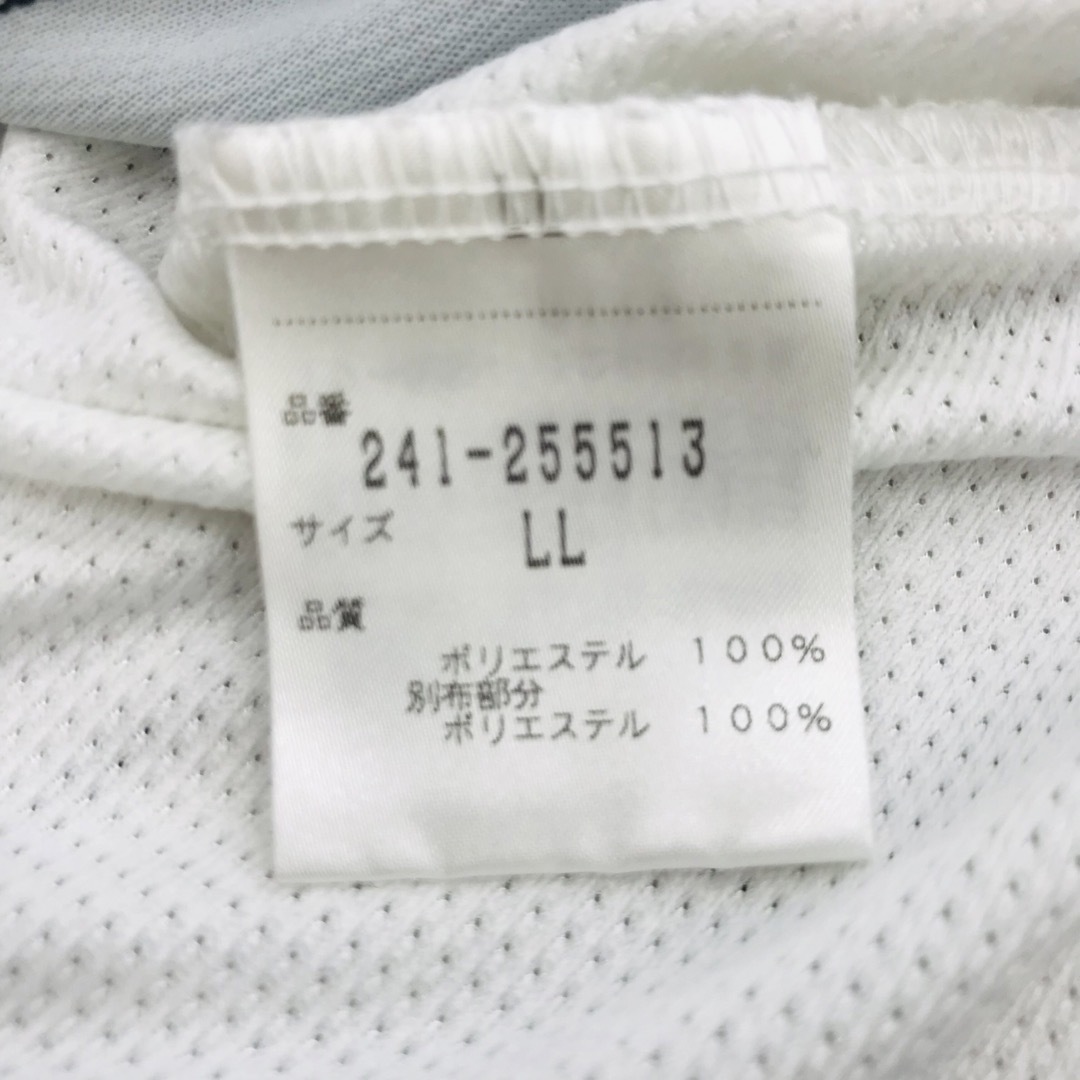 品番
241-255513
サイズ LL
品質
ポリエステル 100%
別布部分
ポリエステル 100%